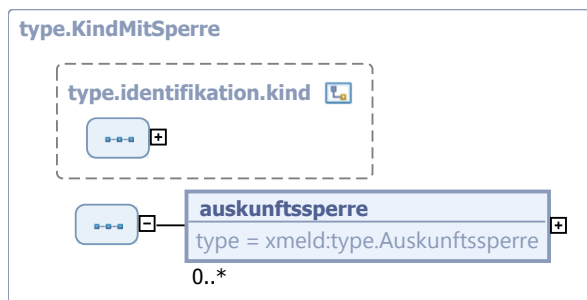 type.KindMitSperre
type.identifikation.kind
auskunftssperre
type = xmeld:type.Auskunftssperre
0..*